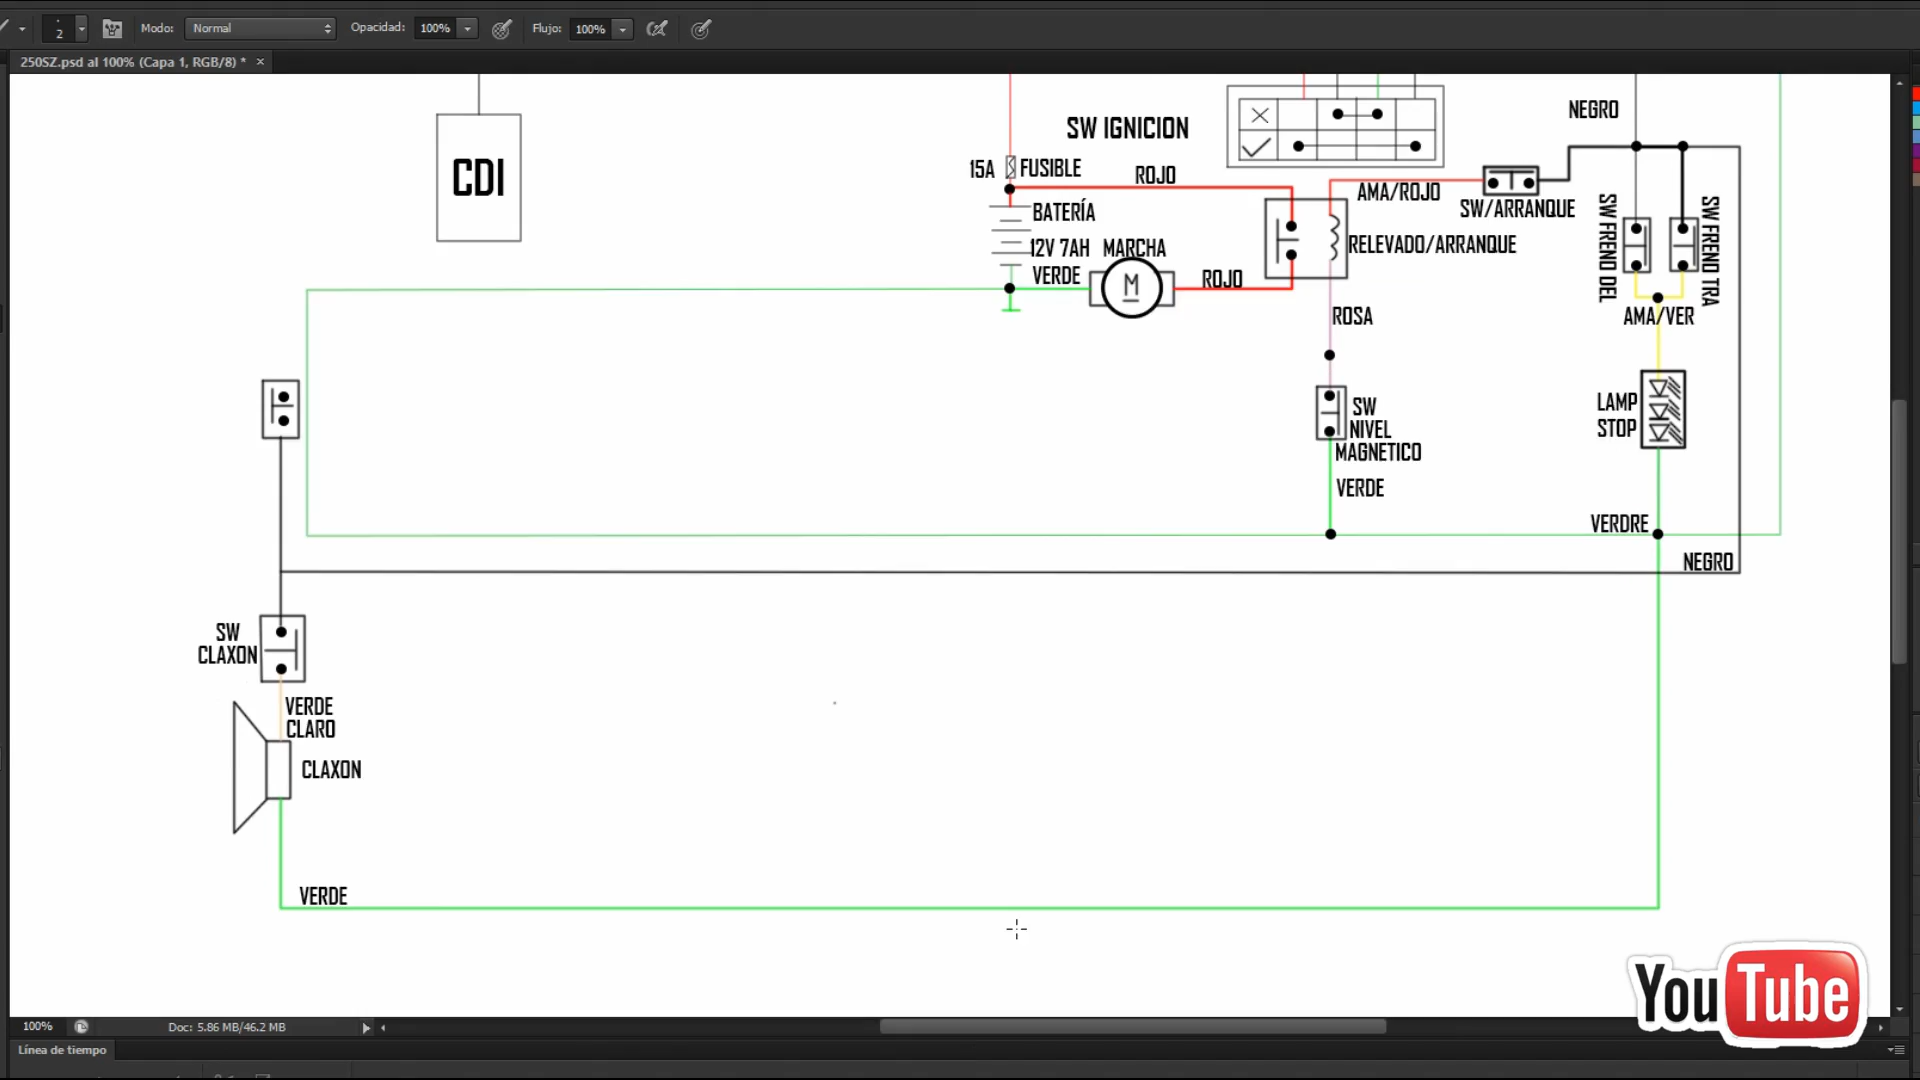 2
Modo:
Normal
Opacidad:
100%
Flujo:
100%
250SZ.psd al 100% (Capa 1, RGB/8) *
CDI
SW IGNICION
15A
FUSIBLE
ROJO
BATERÍA
12V 7AH
MARCHA
VERDE
M
ROJO
AMA/ROJO
SW/ARRANQUE
RELEVADO/ARRANQUE
NEGRO
SW FRENO DEL
SW FRENO TRA
AMA/VER
ROSA
SW
NIVEL
MAGNETICO
VERDE
LAMP
STOP
VERDRE
NEGRO
SW
CLAXON
VERDE
CLARO
CLAXON
VERDE
YouTube
100%
Doc: 5.86 MB/46.2 MB
Línea de tiempo